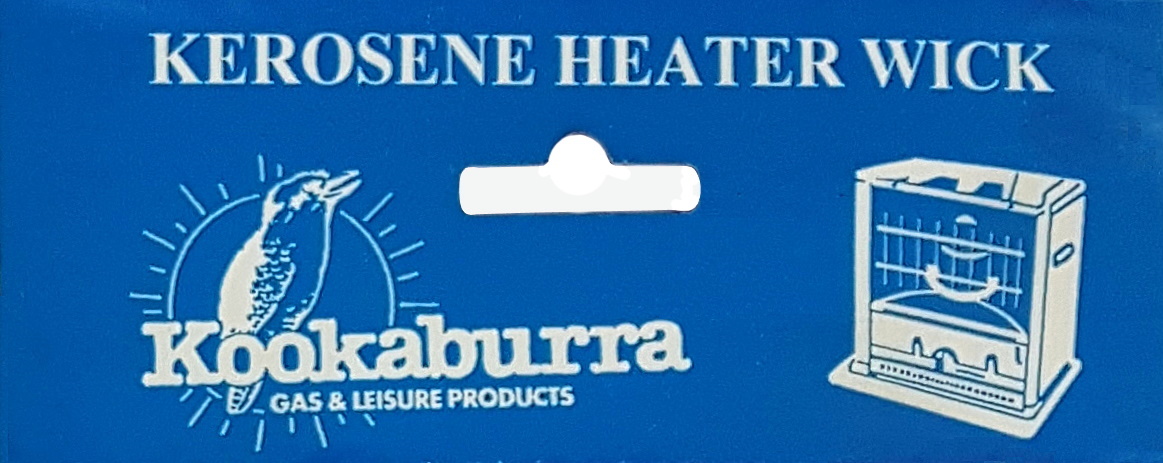 KEROSENE HEATER WICK
Kookaburra
GAS & LEISURE PRODUCTS